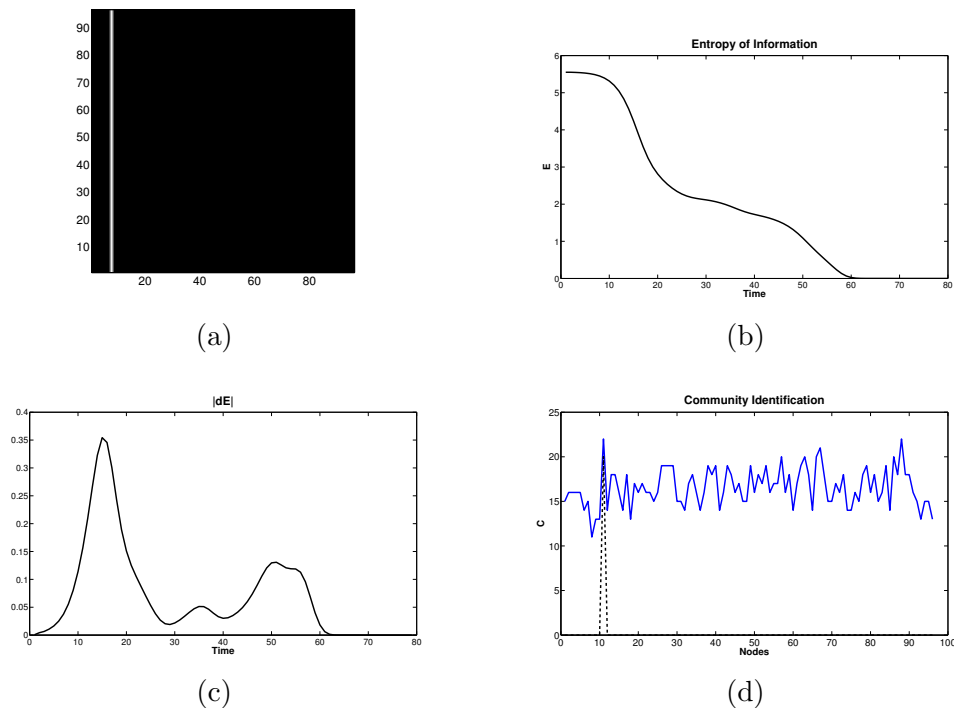 90
80
70
60
50
40
30
20
10
20 40 60 80
(a)
Entropy of Information
6
5
4
3
2
1
0
E
0 10 20 30 40 50 60 70 80
Time
(b)
|dE|
0.4
0.35
0.3
0.25
0.2
0.15
0.1
0.05
0
0 10 20 30 40 50 60 70 80
Time
(c)
Community Identification
25
20
15
10
5
0
C
0 10 20 30 40 50 60 70 80 90 100
Nodes
(d)